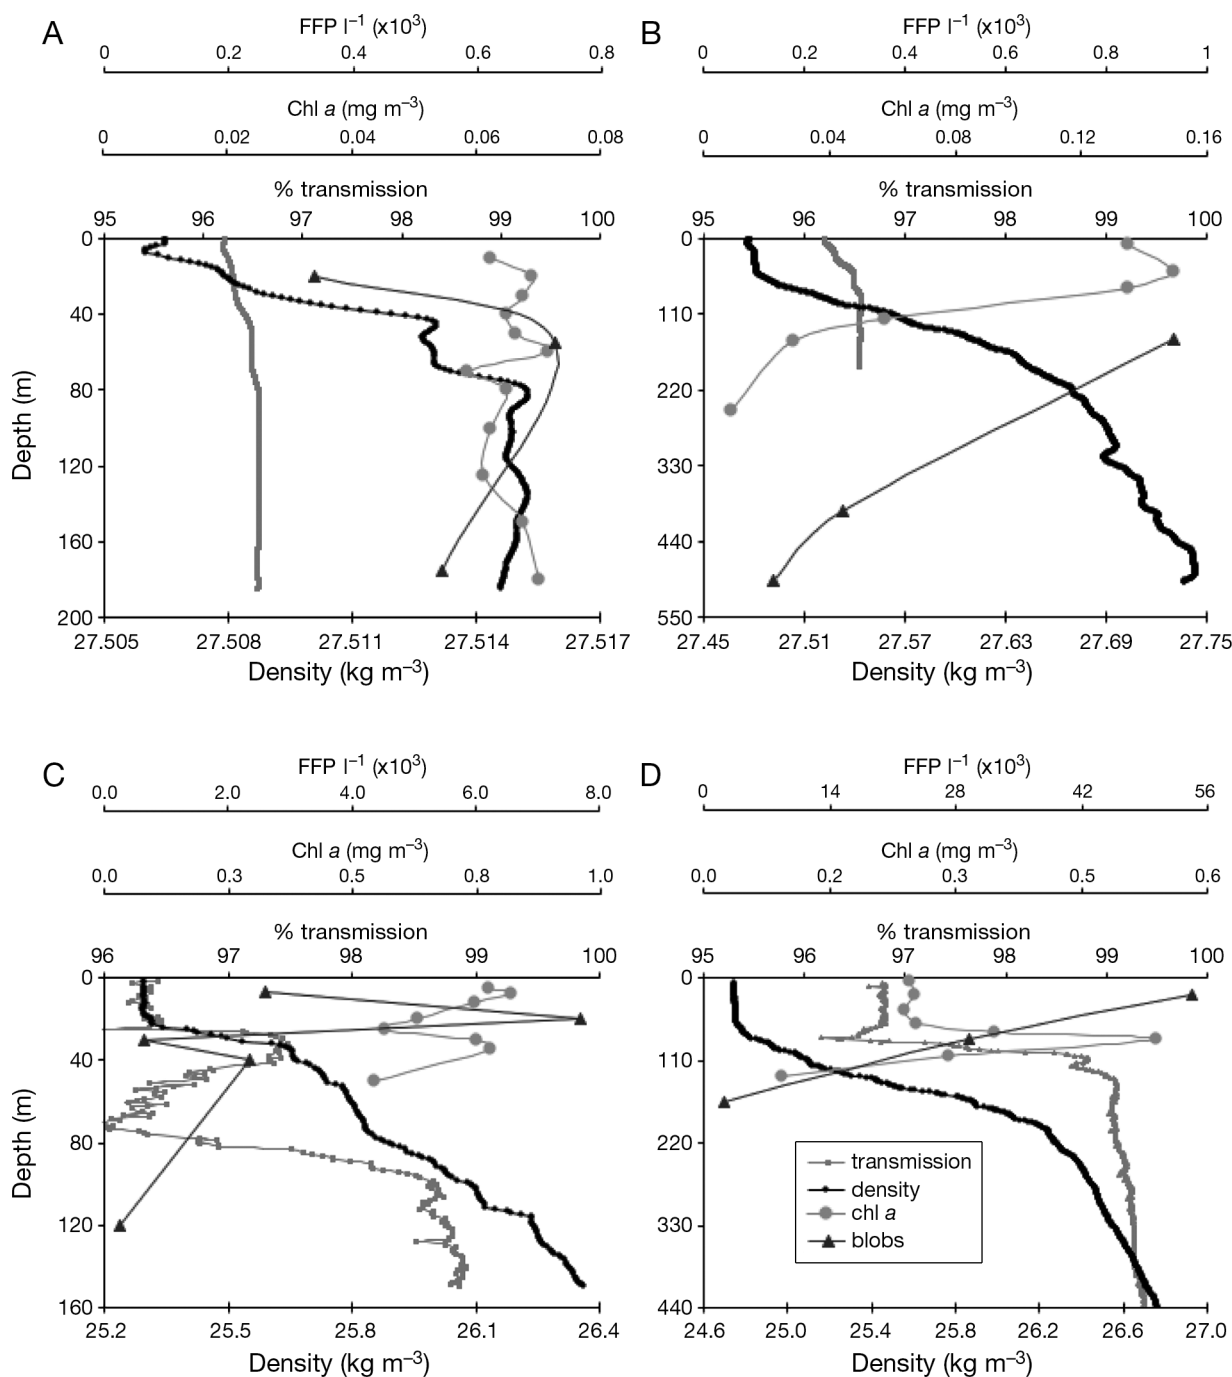 A
FFP l⁻¹ (x10³)
0 0.2 0.4 0.6 0.8
Chl a (mg m⁻³)
0 0.02 0.04 0.06 0.08
% transmission
95 96 97 98 99 100
Depth (m)
0
40
80
120
160
200
27.505 27.508 27.511 27.514 27.517
Density (kg m⁻³)
B
FFP l⁻¹ (x10³)
0 0.2 0.4 0.6 0.8 1
Chl a (mg m⁻³)
0 0.04 0.08 0.12 0.16
% transmission
95 96 97 98 99 100
0
110
220
330
440
550
27.45 27.51 27.57 27.63 27.69 27.75
Density (kg m⁻³)
C
FFP l⁻¹ (x10³)
0.0 2.0 4.0 6.0 8.0
Chl a (mg m⁻³)
0.0 0.3 0.5 0.8 1.0
% transmission
96 97 98 99 100
Depth (m)
0
40
80
120
160
25.2 25.5 25.8 26.1 26.4
Density (kg m⁻³)
D
FFP l⁻¹ (x10³)
0 14 28 42 56
Chl a (mg m⁻³)
0.0 0.2 0.3 0.5 0.6
% transmission
95 96 97 98 99 100
0
110
220
330
440
transmission
density
chl a
blobs
24.6 25.0 25.4 25.8 26.2 26.6 27.0
Density (kg m⁻³)